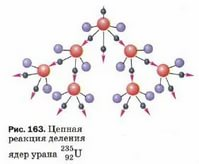 Рис. 163. Цепная
реакция деления
ядер урана ²³⁵₉₂U